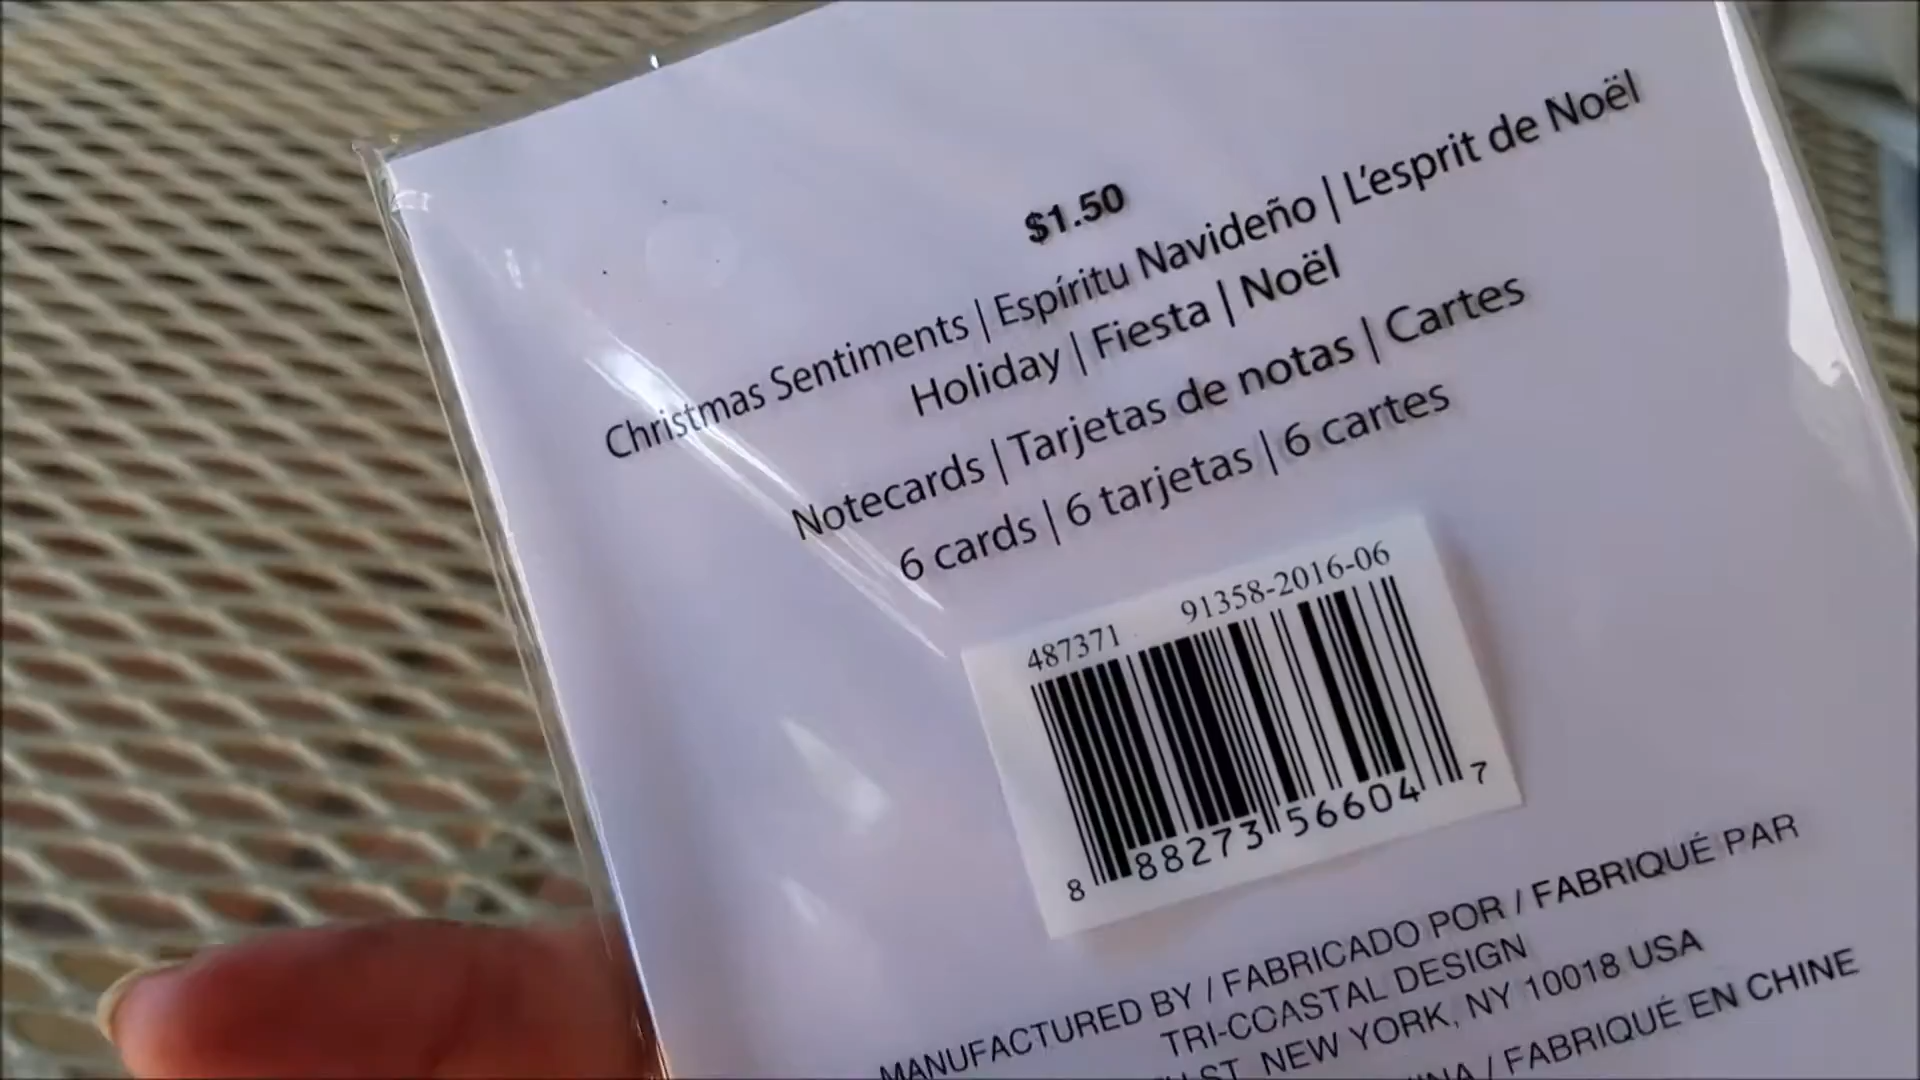 $1.50
Christmas Sentiments | Espíritu Navideño | L'esprit de Noël
Holiday | Fiesta | Noël
Notecards | Tarjetas de notas | Cartes
6 cards | 6 tarjetas | 6 cartes
487371 91358-2016-06
8 88273 56604 7
MANUFACTURED BY / FABRICADO POR / FABRIQUÉ PAR
TRI-COASTAL DESIGN
ST, NEW YORK, NY 10018 USA
/ FABRIQUÉ EN CHINE